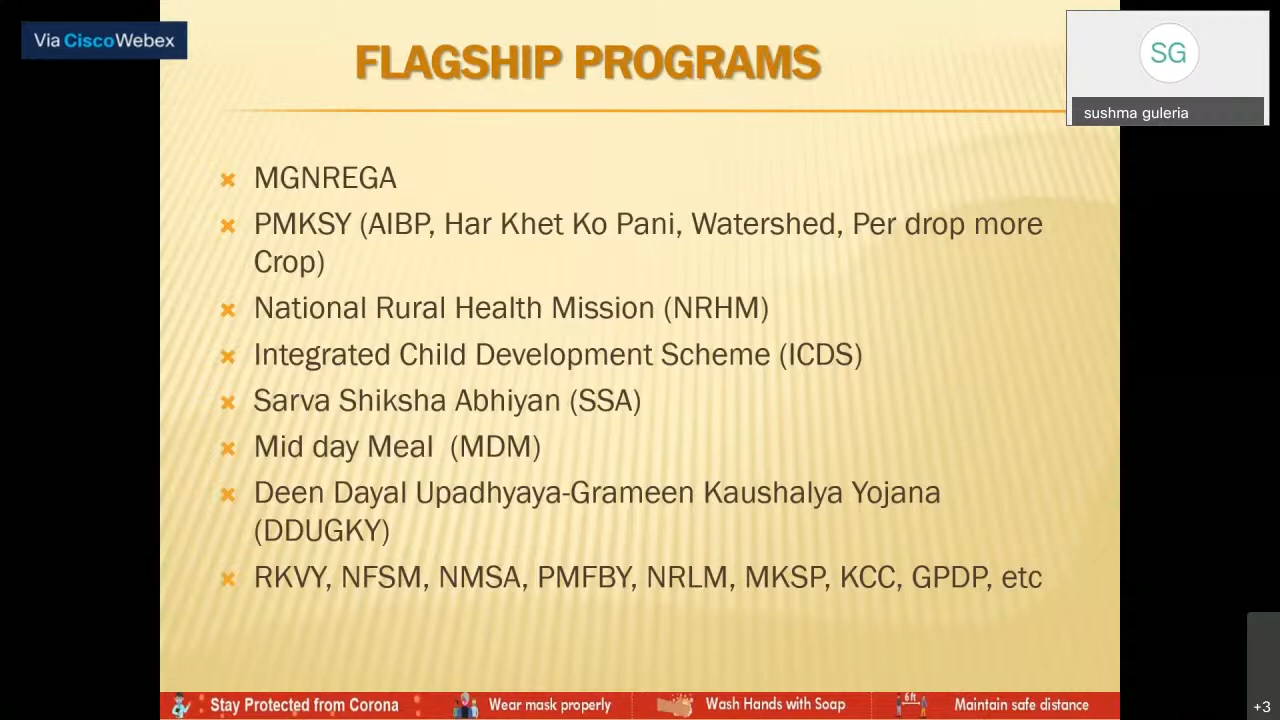 Via Cisco Webex
FLAGSHIP PROGRAMS
SG
sushma guleria
MGNREGA
PMKSY (AIBP, Har Khet Ko Pani, Watershed, Per drop more
Crop)
National Rural Health Mission (NRHM)
Integrated Child Development Scheme (ICDS)
Sarva Shiksha Abhiyan (SSA)
Mid day Meal (MDM)
Deen Dayal Upadhyaya-Grameen Kaushalya Yojana
(DDUGKY)
RKVY, NFSM, NMSA, PMFBY, NRLM, MKSP, KCC, GPDP, etc
Stay Protected from Corona
Wear mask properly
Wash Hands with Soap
6ft
Maintain safe distance
+3